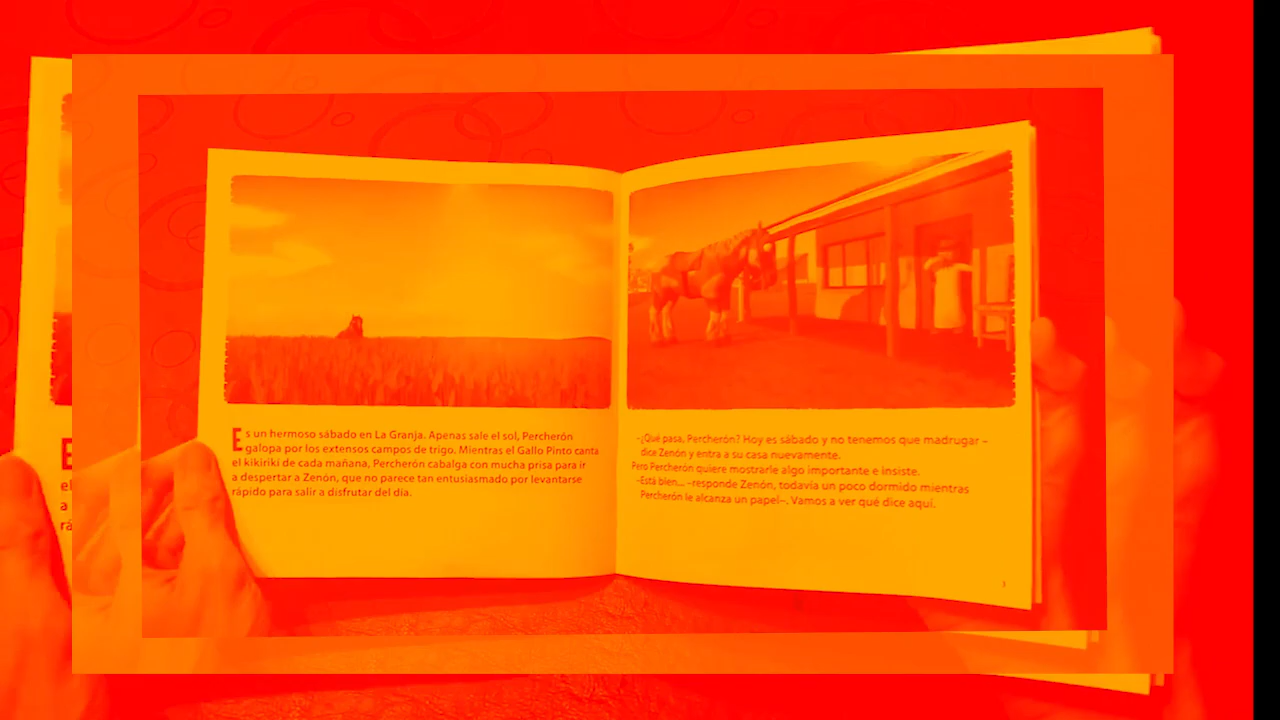 E
el
a
rá
Es un hermoso sábado en La Granja. Apenas sale el sol, Percherón
galopa por los extensos campos de trigo. Mientras el Gallo Pinto canta
el kikirikí de cada mañana, Percherón cabalga con mucha prisa para ir
a despertar a Zenón, que no parece tan entusiasmado por levantarse
rápido para salir a disfrutar del día.
–¿Qué pasa, Percherón? Hoy es sábado y no tenemos que madrugar –
dice Zenón y entra a su casa nuevamente.
Pero Percherón quiere mostrarle algo importante e insiste.
–Está bien... –responde Zenón, todavía un poco dormido mientras
Percherón le alcanza un papel–. Vamos a ver qué dice aquí.